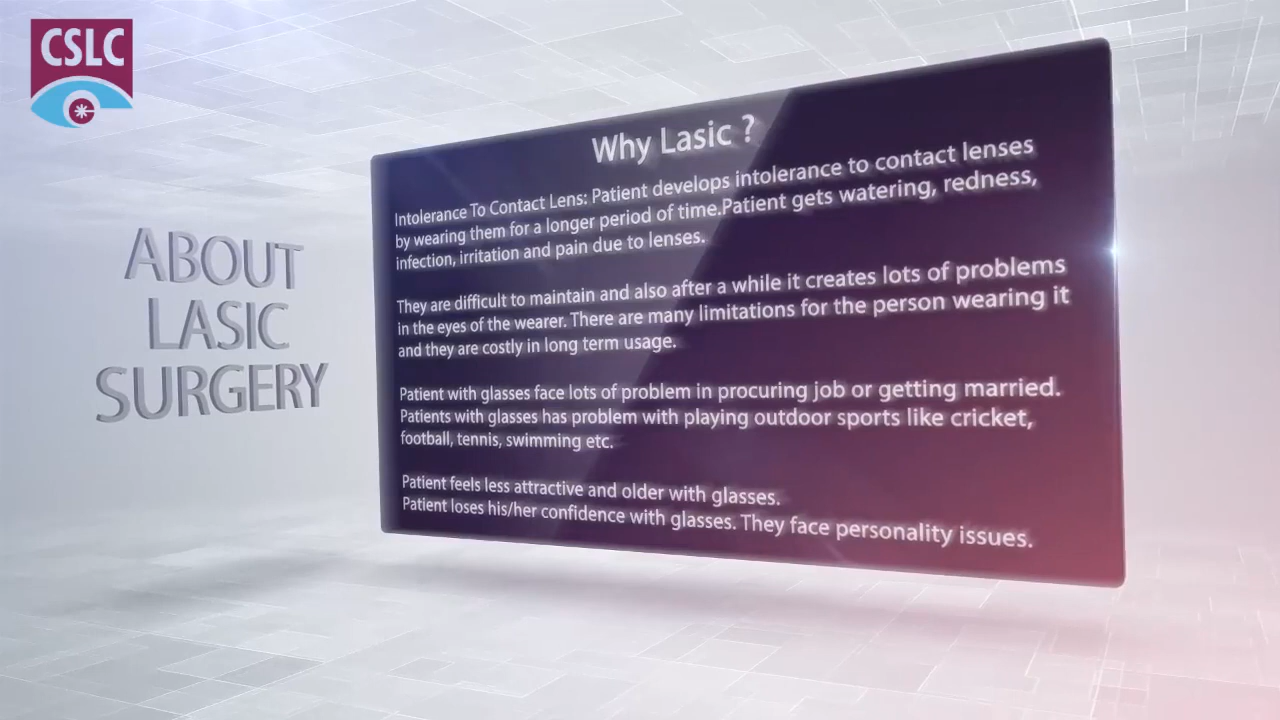 CSLC
ABOUT
LASIC
SURGERY
Why Lasic ?
Intolerance To Contact Lens: Patient develops intolerance to contact lenses
by wearing them for a longer period of time.Patient gets watering, redness,
infection, irritation and pain due to lenses.
They are difficult to maintain and also after a while it creates lots of problems
in the eyes of the wearer. There are many limitations for the person wearing it
and they are costly in long term usage.
Patient with glasses face lots of problem in procuring job or getting married.
Patients with glasses has problem with playing outdoor sports like cricket,
football, tennis, swimming etc.
Patient feels less attractive and older with glasses.
Patient loses his/her confidence with glasses. They face personality issues.